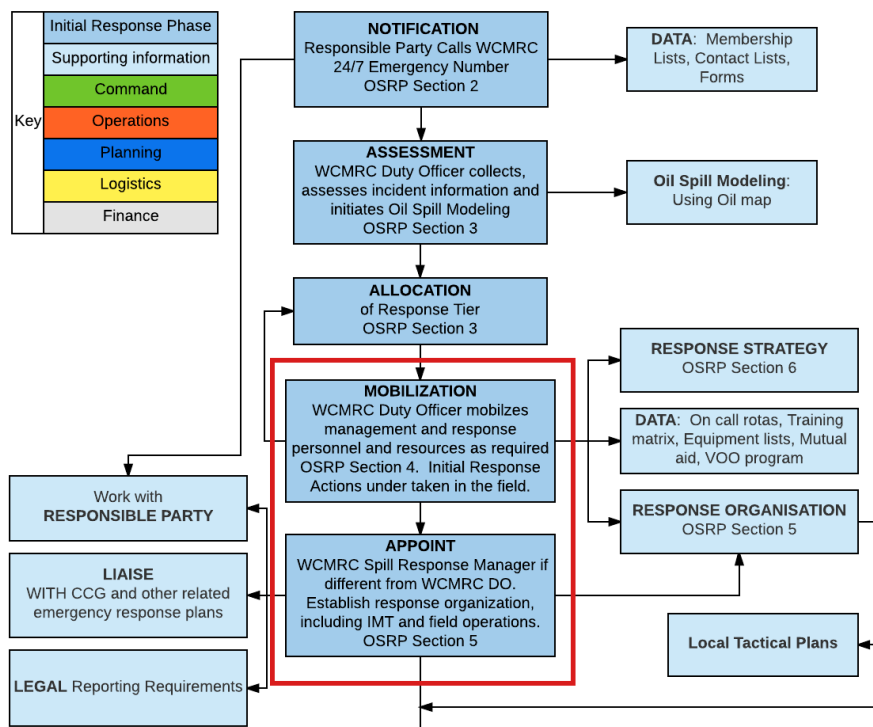 Key
Initial Response Phase
Supporting information
Command
Operations
Planning
Logistics
Finance
NOTIFICATION
Responsible Party Calls WCMRC
24/7 Emergency Number
OSRP Section 2
DATA: Membership
Lists, Contact Lists,
Forms
ASSESSMENT
WCMRC Duty Officer collects,
assesses incident information and
initiates Oil Spill Modeling
OSRP Section 3
Oil Spill Modeling:
Using Oil map
ALLOCATION
of Response Tier
OSRP Section 3
MOBILIZATION
WCMRC Duty Officer mobilzes
management and response
personnel and resources as required
OSRP Section 4. Initial Response
Actions under taken in the field.
RESPONSE STRATEGY
OSRP Section 6
DATA: On call rotas, Training
matrix, Equipment lists, Mutual
aid, VOO program
RESPONSE ORGANISATION
OSRP Section 5
Work with
RESPONSIBLE PARTY
APPOINT
WCMRC Spill Response Manager if
different from WCMRC DO.
Establish response organization,
including IMT and field operations.
OSRP Section 5
LIAISE
WITH CCG and other related
emergency response plans
Local Tactical Plans
LEGAL Reporting Requirements